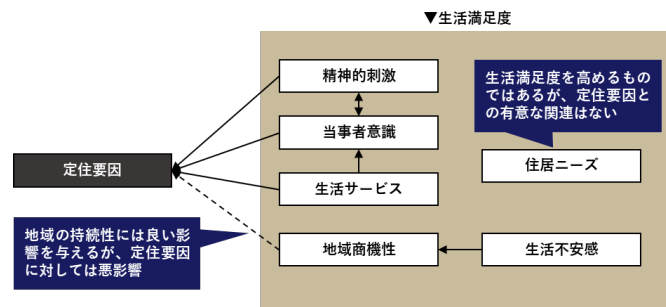 ▼生活満足度
精神的刺激
生活満足度を高めるもの
ではあるが、定住要因と
の有意な関連はない
当事者意識
定住要因
住居ニーズ
生活サービス
地域の持続性には良い影
響を与えるが、定住要因
に対しては悪影響
地域商機性
生活不安感